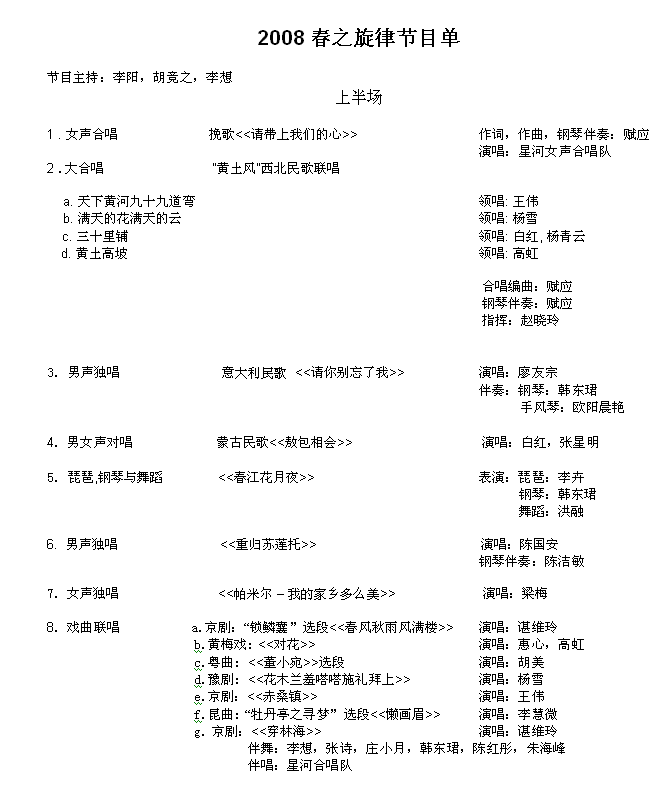 2008 春之旋律节目单
节目主持：李阳，胡竞之，李想
上半场
1．女声合唱 挽歌<<请带上我们的心>> 作词，作曲，钢琴伴奏：赋应
演唱：星河女声合唱队
2．大合唱 "黄土风"西北民歌联唱
a. 天下黄河九十九道弯 领唱: 王伟
b. 满天的花满天的云 领唱: 杨雪
c. 三十里铺 领唱: 白红, 杨青云
d. 黄土高坡 领唱: 高虹
合唱编曲：赋应
钢琴伴奏：赋应
指挥：赵晓玲
3. 男声独唱 意大利民歌 <<请你别忘了我>> 演唱：廖友宗
伴奏：钢琴：韩东珺
手风琴：欧阳晨艳
4. 男女声对唱 蒙古民歌<<敖包相会>> 演唱：白红，张星明
5. 琵琶,钢琴与舞蹈 <<春江花月夜>> 表演：琵琶：李卉
钢琴：韩东珺
舞蹈：洪融
6. 男声独唱 <<重归苏莲托>> 演唱：陈国安
钢琴伴奏：陈洁敏
7. 女声独唱 <<帕米尔 – 我的家乡多么美>> 演唱：梁梅
8. 戏曲联唱 a.京剧：“锁麟囊”选段<<春风秋雨风满楼>> 演唱：谌维玲
b.黄梅戏：<<对花>> 演唱：惠心，高虹
c.粤曲：<<董小宛>>选段 演唱：胡美
d.豫剧：<<花木兰羞嗒嗒施礼拜上>> 演唱：杨雪
e.京剧：<<赤桑镇>> 演唱：王伟
f.昆曲：“牡丹亭之寻梦”选段<<懒画眉>> 演唱：李慧微
g. 京剧：<<穿林海>> 演唱：谌维玲
伴舞：李想，张诗，庄小月，韩东珺，陈红彤，朱海峰
伴唱：星河合唱队